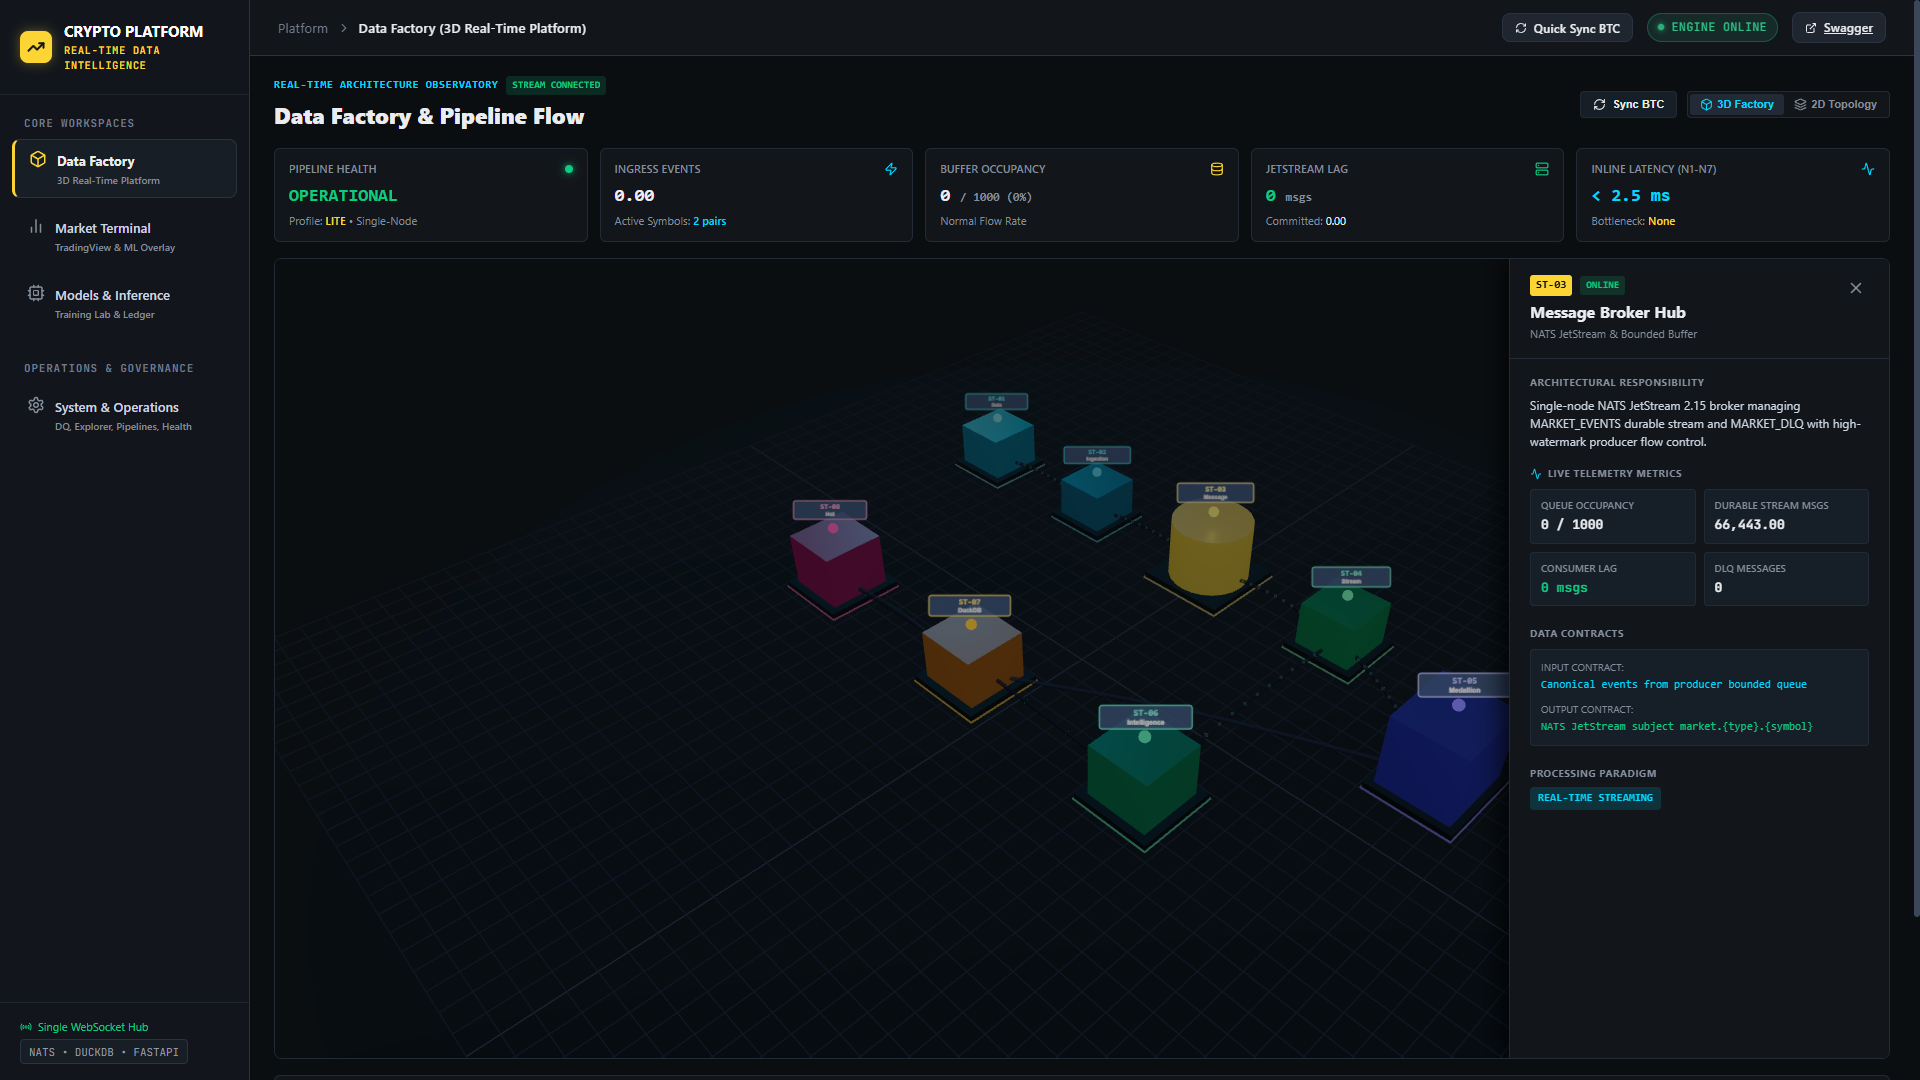 CRYPTO PLATFORM
REAL-TIME DATA
INTELLIGENCE
CORE WORKSPACES
Data Factory
3D Real-Time Platform
Market Terminal
TradingView & ML Overlay
Models & Inference
Training Lab & Ledger
OPERATIONS & GOVERNANCE
System & Operations
DQ, Explorer, Pipelines, Health
Single WebSocket Hub
NATS • DUCKDB • FASTAPI
Platform > Data Factory (3D Real-Time Platform)
Quick Sync BTC
ENGINE ONLINE
Swagger
REAL-TIME ARCHITECTURE OBSERVATORY
STREAM CONNECTED
Data Factory & Pipeline Flow
Sync BTC
3D Factory
2D Topology
PIPELINE HEALTH
OPERATIONAL
Profile: LITE • Single-Node
INGRESS EVENTS
0.00
Active Symbols: 2 pairs
BUFFER OCCUPANCY
0 / 1000 (0%)
Normal Flow Rate
JETSTREAM LAG
0 msgs
Committed: 0.00
INLINE LATENCY (N1-N7)
< 2.5 ms
Bottleneck: None
ST-01
Data
ST-02
Ingestion
ST-03
Message
ST-08
Hot
ST-04
Stream
ST-07
DuckDB
ST-05
Medallion
ST-06
Intelligence
ST-03
ONLINE
Message Broker Hub
NATS JetStream & Bounded Buffer
ARCHITECTURAL RESPONSIBILITY
Single-node NATS JetStream 2.15 broker managing
MARKET_EVENTS durable stream and MARKET_DLQ with high-
watermark producer flow control.
LIVE TELEMETRY METRICS
QUEUE OCCUPANCY
0 / 1000
DURABLE STREAM MSGS
66,443.00
CONSUMER LAG
0 msgs
DLQ MESSAGES
0
DATA CONTRACTS
INPUT CONTRACT:
Canonical events from producer bounded queue
OUTPUT CONTRACT:
NATS JetStream subject market.{type}.{symbol}
PROCESSING PARADIGM
REAL-TIME STREAMING